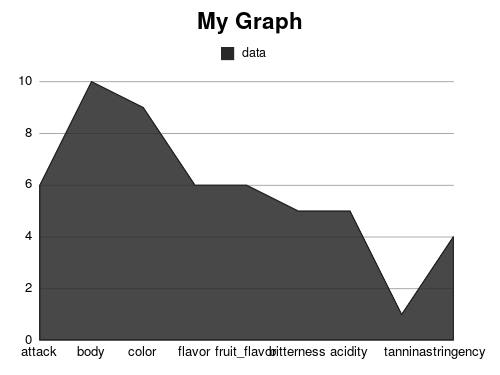 My Graph
data
10
8
6
4
2
0
attack body color flavor fruit_flavor bitterness acidity tannin astringency